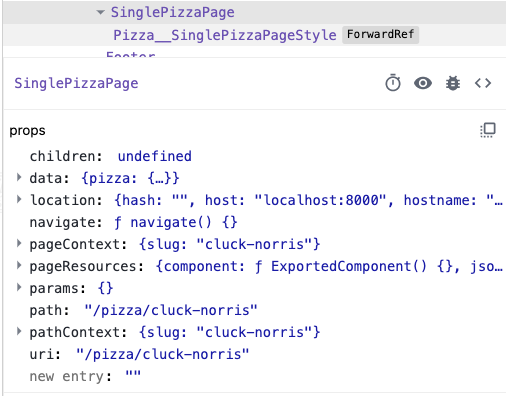 SinglePizzaPage
Pizza__SinglePizzaPageStyle ForwardRef
Footer
SinglePizzaPage
props
children: undefined
data: {pizza: {…}}
location: {hash: "", host: "localhost:8000", hostname: "…
navigate: ƒ navigate() {}
pageContext: {slug: "cluck-norris"}
pageResources: {component: ƒ ExportedComponent() {}, jso…
params: {}
path: "/pizza/cluck-norris"
pathContext: {slug: "cluck-norris"}
uri: "/pizza/cluck-norris"
new entry: ""